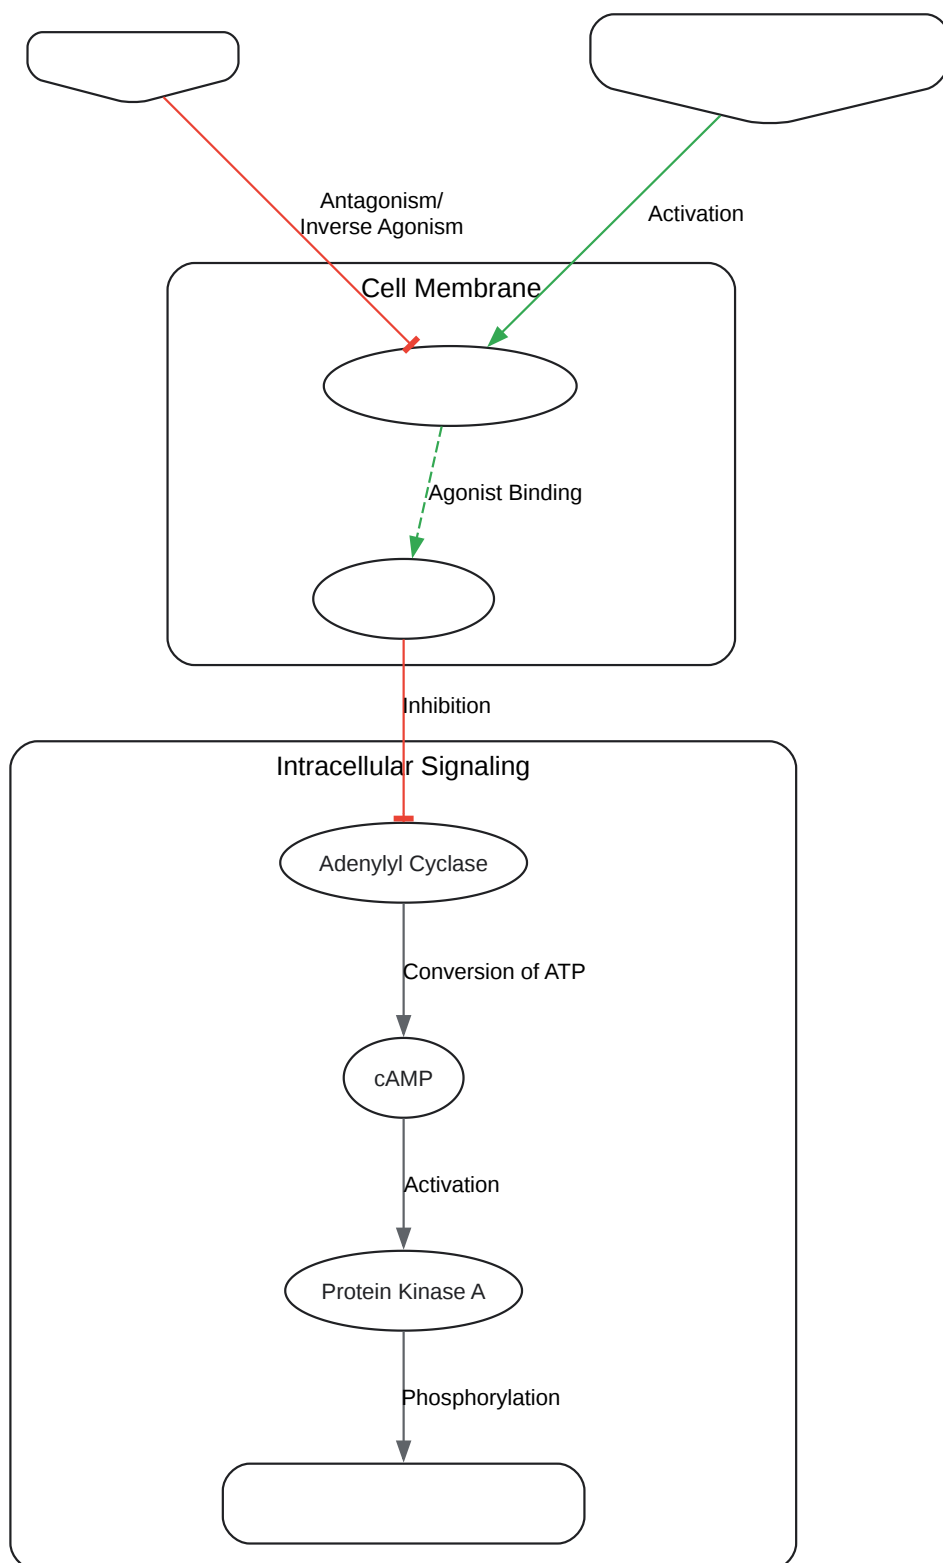 Antagonism/
Inverse Agonism
Activation
Cell Membrane
Agonist Binding
Inhibition
Intracellular Signaling
Adenylyl Cyclase
Conversion of ATP
cAMP
Activation
Protein Kinase A
Phosphorylation